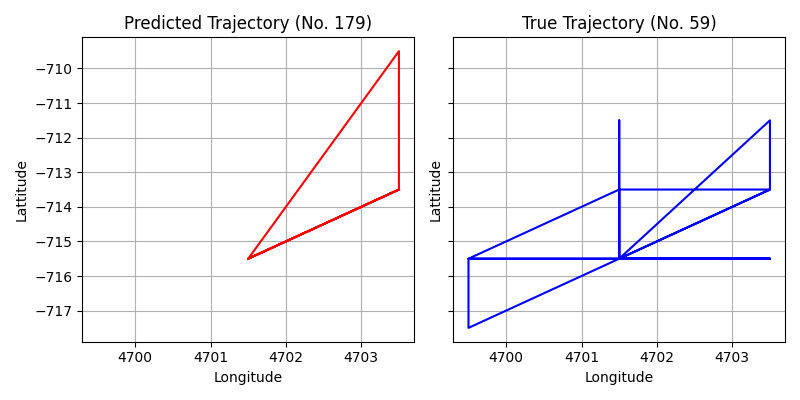 Predicted Trajectory (No. 179)
True Trajectory (No. 59)
−710
−711
−712
−713
−714
−715
−716
−717
Lattitude
Lattitude
4700 4701 4702 4703
4700 4701 4702 4703
Longitude
Longitude